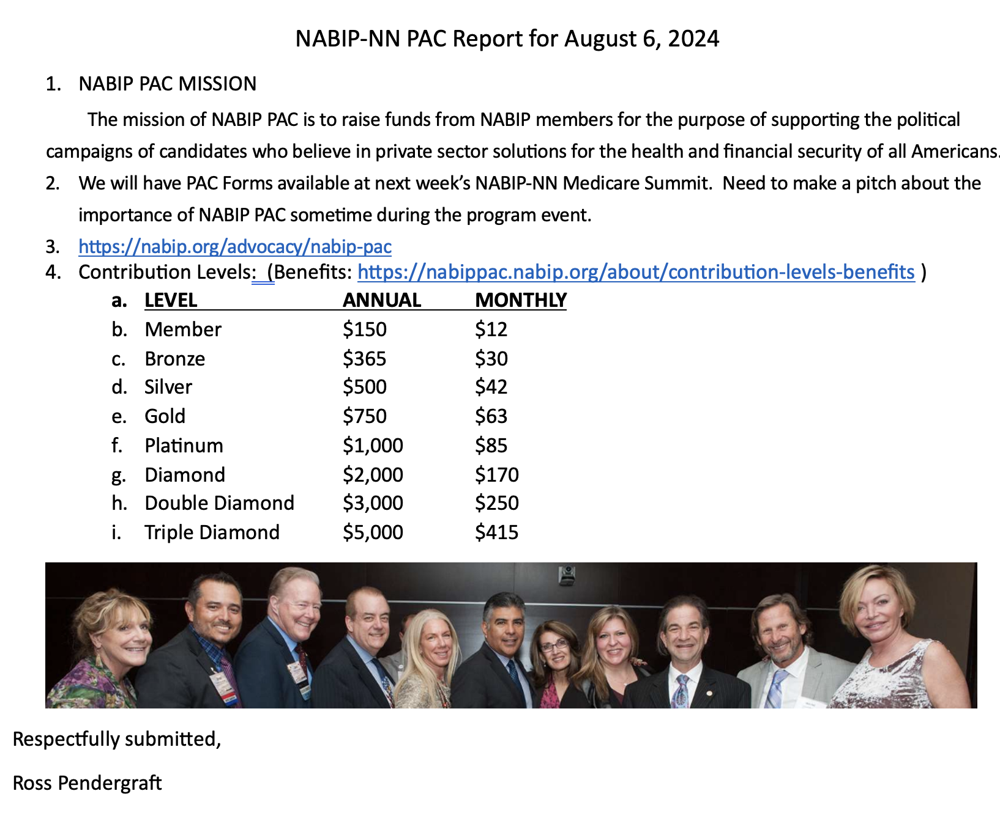 NABIP-NN PAC Report for August 6, 2024
1. NABIP PAC MISSION
The mission of NABIP PAC is to raise funds from NABIP members for the purpose of supporting the political
campaigns of candidates who believe in private sector solutions for the health and financial security of all Americans.
2. We will have PAC Forms available at next week’s NABIP-NN Medicare Summit.  Need to make a pitch about the
importance of NABIP PAC sometime during the program event.
3. https://nabip.org/advocacy/nabip-pac
4. Contribution Levels:  (Benefits: https://nabippac.nabip.org/about/contribution-levels-benefits )
a. LEVEL ANNUAL MONTHLY
b. Member $150 $12
c. Bronze $365 $30
d. Silver $500 $42
e. Gold $750 $63
f. Platinum $1,000 $85
g. Diamond $2,000 $170
h. Double Diamond $3,000 $250
i. Triple Diamond $5,000 $415
Respectfully submitted,
Ross Pendergraft